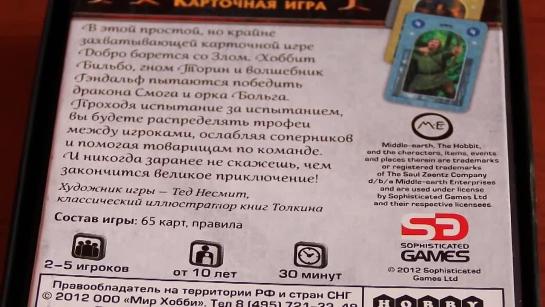 Карточная игра
В этой простой, но крайне
захватывающей карточной игре
Добро борется со Злом. Хоббит
Бильбо, гном Торин и волшебник
Гэндальф пытаются победить
дракона Смога и орка Больга.
Проходя испытание за испытанием,
вы будете распределять трофеи
между игроками, ослабляя соперников
и помогая товарищам по команде.
И никогда заранее не скажешь, чем
закончится великое приключение!
Художник игры – Тед Несмит,
классический иллюстратор книг Толкина
Состав игры: 65 карт, правила
2–5 игроков
от 10 лет
30 минут
Правообладатель на территории РФ и стран СНГ
© 2012 ООО «Мир Хобби». Тел 8 (495)
ME
Middle-earth, The Hobbit,
and the characters, items, events
and places therein are trademarks
or registered trademarks
of The Saul Zaentz Company
d/b/a Middle-earth Enterprises
and are used under license
by Sophisticated Games Ltd
and their respective licensees.
SG
SOPHISTICATED
GAMES
© 2012 Sophisticated
Games Ltd
HOBBY